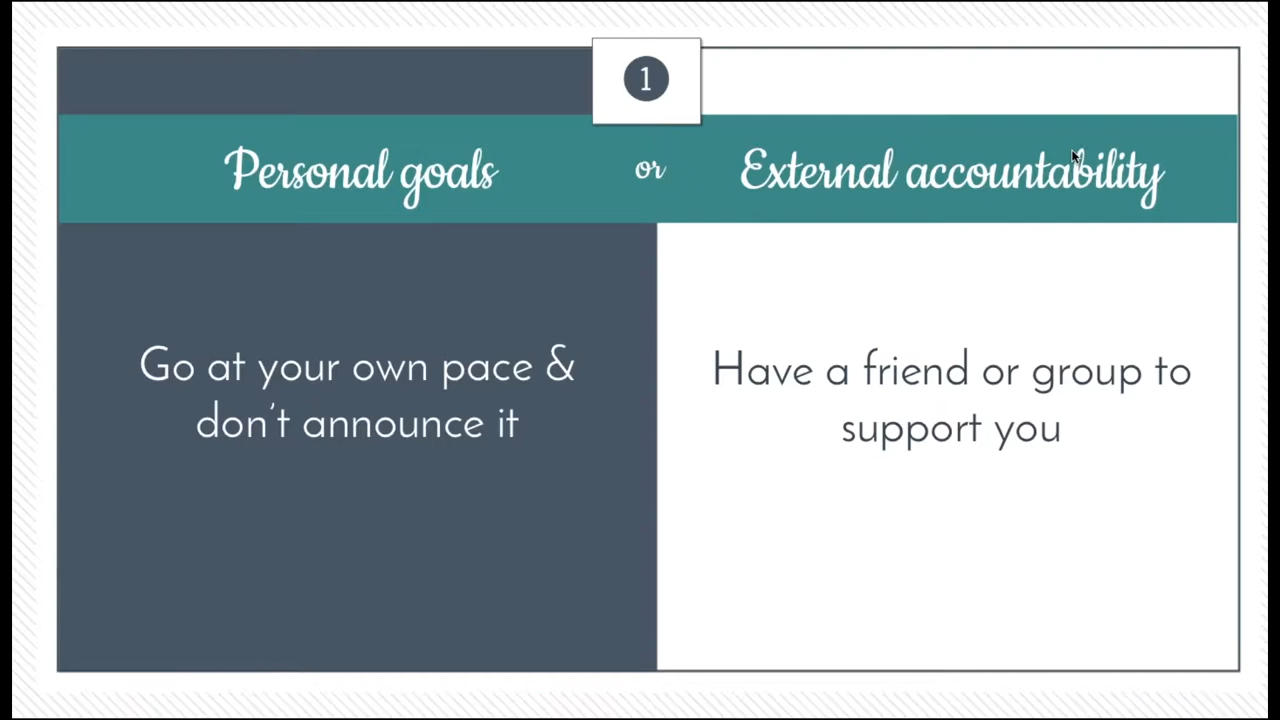 1
Personal goals or External accountability
Go at your own pace &
don't announce it
Have a friend or group to
support you